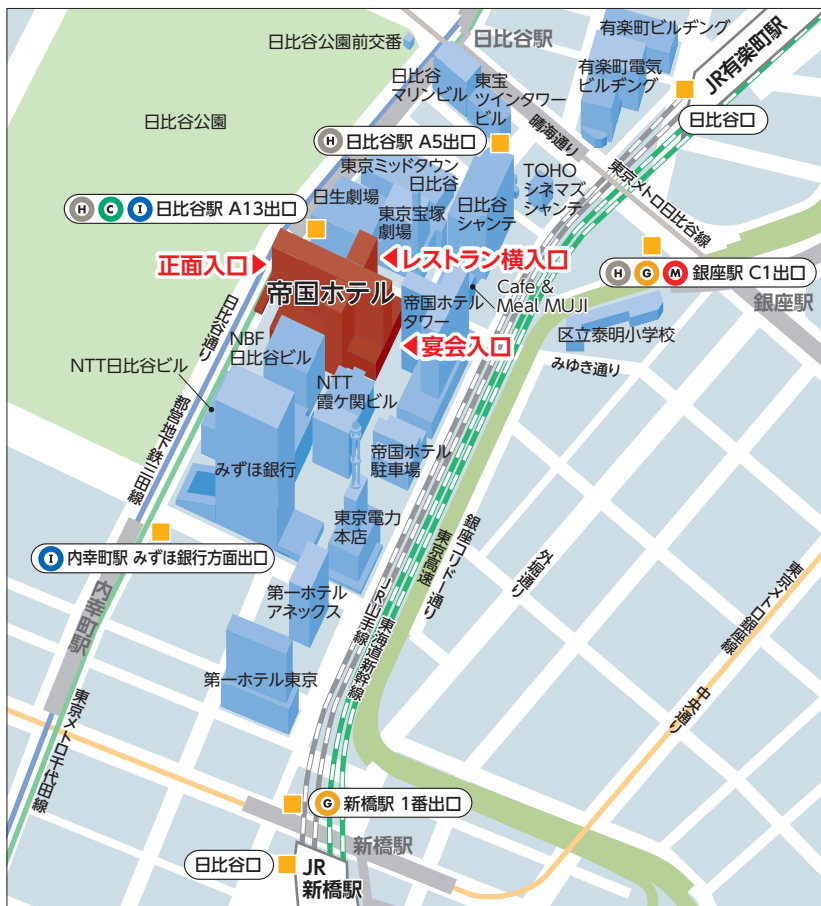 有楽町ビルヂング
日比谷公園前交番
日比谷駅
JR有楽町駅
日比谷
マリンビル
東宝
ツインタワー
ビル
有楽町電気
ビルヂング
日比谷口
日比谷公園
晴海通り
H 日比谷駅 A5出口
東京ミッドタウン
日比谷
TOHO
シネマズ
シャンテ
東京メトロ日比谷線
H C I 日比谷駅 A13出口
日生劇場
東京宝塚
劇場
日比谷
シャンテ
正面入口
レストラン横入口
H G M 銀座駅 C1出口
帝国ホテル
Cafe &
Meal MUJI
銀座駅
日比谷通り
帝国ホテル
タワー
区立泰明小学校
NBF
日比谷ビル
宴会入口
みゆき通り
NTT日比谷ビル
NTT
霞ケ関ビル
都営地下鉄三田線
帝国ホテル
駐車場
みずほ銀行
東京電力
本店
銀座コリドー通り
東京高速
外堀通り
I 内幸町駅 みずほ銀行方面出口
東京メトロ銀座線
内幸町駅
第一ホテル
アネックス
JR山手線
東海道新幹線
第一ホテル東京
中央通り
東京メトロ千代田線
G 新橋駅 1番出口
新橋駅
日比谷口
JR
新橋駅